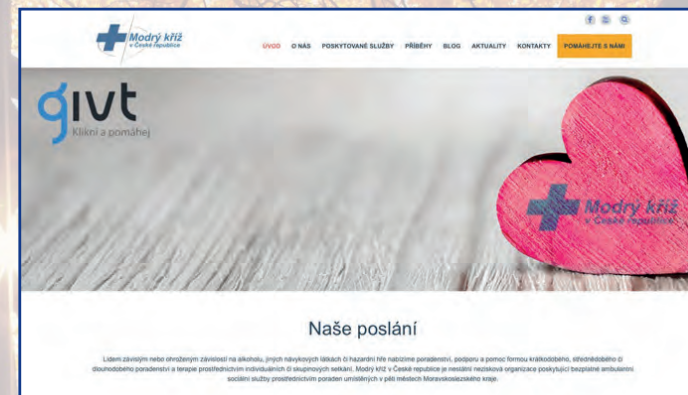 Modrý kříž
v České republice
ÚVOD O NÁS POSKYTOVANÉ SLUŽBY PŘÍBĚHY BLOG AKTUALITY KONTAKTY POMÁHEJTE S NÁMI
givt
Klikni a pomáhej
Modrý kříž
v České republice
Naše poslání
Lidem závislým nebo ohroženým závislostí na alkoholu, jiných návykových látkách či hazardní hře nabízíme poradenství, podporu a pomoc formou krátkodobého, střednědobého či
dlouhodobého poradenství a terapie prostřednictvím individuálních či skupinových setkání. Modrý kříž v České republice je nestátní nezisková organizace poskytující bezplatné ambulantní
sociální služby prostřednictvím poraden umístěných v pěti městech Moravskoslezského kraje.